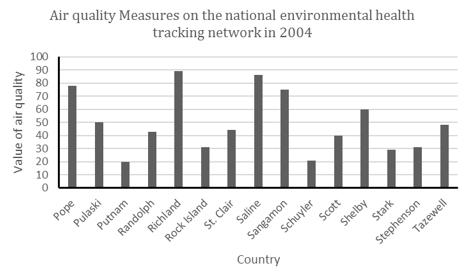 Air quality Measures on the national environmental health
tracking network in 2004
Value of air quality
100
90
80
70
60
50
40
30
20
10
0
Pope
Pulaski
Putnam
Randolph
Richland
Rock Island
St. Clair
Saline
Sangamon
Schuyler
Scott
Shelby
Stark
Stephenson
Tazewell
Country